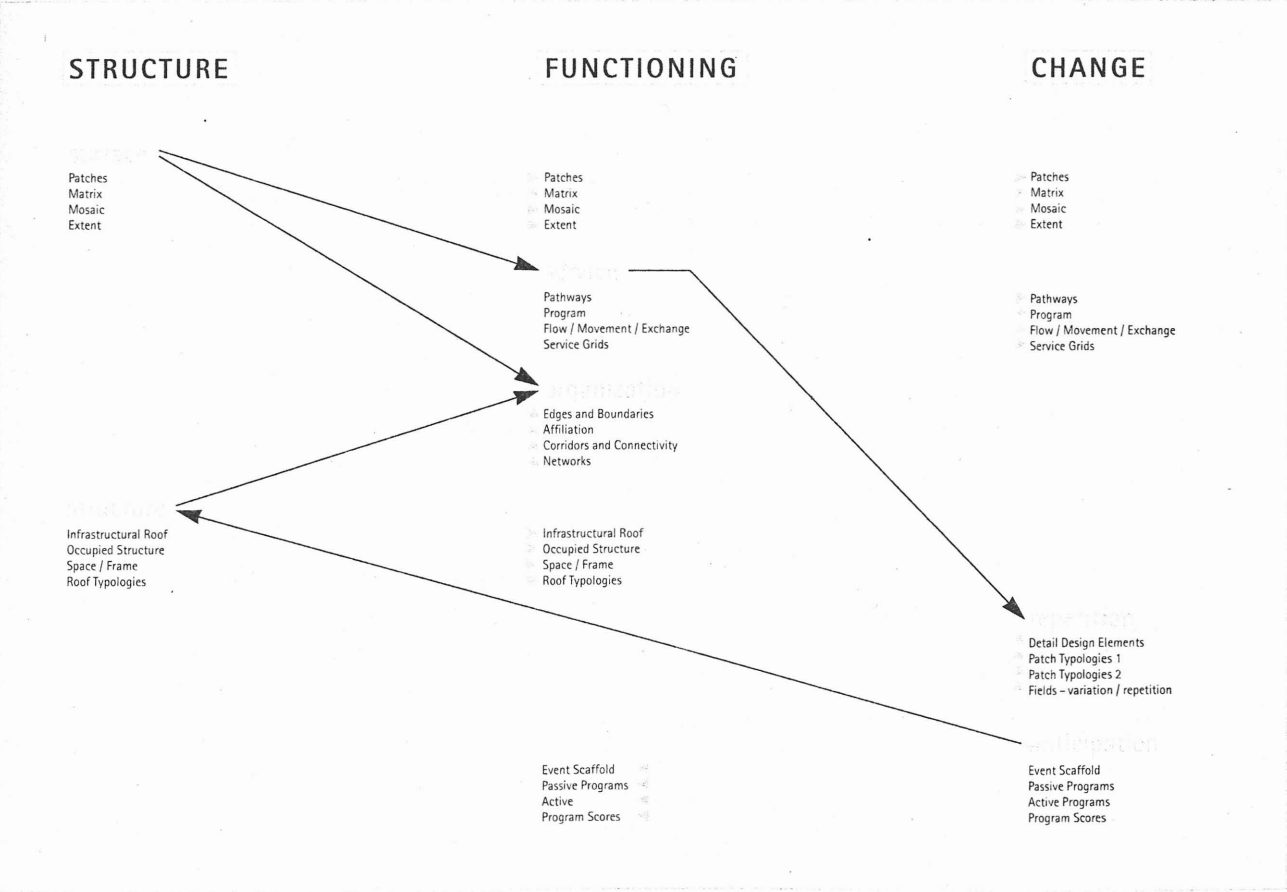 STRUCTURE
Patches
Matrix
Mosaic
Extent
structure
Infrastructural Roof
Occupied Structure
Space / Frame
Roof Typologies
FUNCTIONING
Patches
Matrix
Mosaic
Extent
service
Pathways
Program
Flow / Movement / Exchange
Service Grids
Edges and Boundaries
Affiliation
Corridors and Connectivity
Networks
Infrastructural Roof
Occupied Structure
Space / Frame
Roof Typologies
Event Scaffold
Passive Programs
Active
Program Scores
CHANGE
Patches
Matrix
Mosaic
Extent
Pathways
Program
Flow / Movement / Exchange
Service Grids
repetition
Detail Design Elements
Patch Typologies 1
Patch Typologies 2
Fields – variation / repetition
anticipation
Event Scaffold
Passive Programs
Active Programs
Program Scores